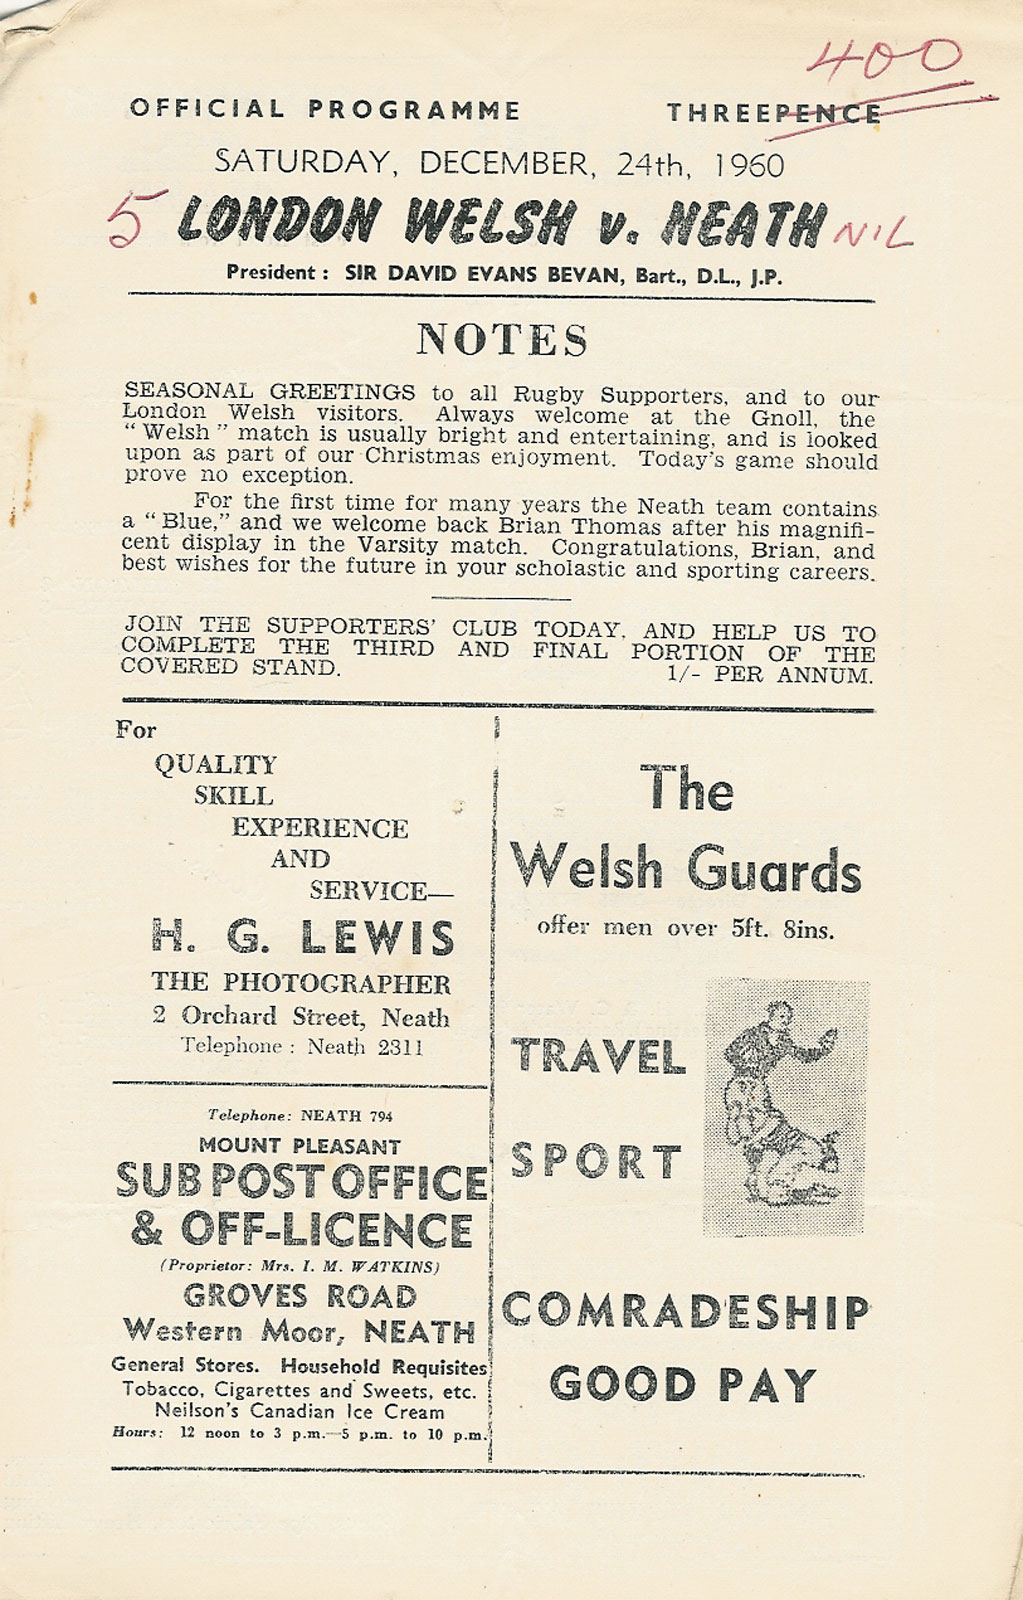 400
OFFICIAL PROGRAMME THREEPENCE
SATURDAY, DECEMBER, 24th, 1960
5 LONDON WELSH v. NEATH NIL
President : SIR DAVID EVANS BEVAN, Bart., D.L., J.P.
NOTES
SEASONAL GREETINGS to all Rugby Supporters, and to our
London Welsh visitors. Always welcome at the Gnoll, the
" Welsh " match is usually bright and entertaining, and is looked
upon as part of our Christmas enjoyment. Today's game should
prove no exception.
For the first time for many years the Neath team contains
a " Blue," and we welcome back Brian Thomas after his magnifi-
cent display in the Varsity match. Congratulations, Brian, and
best wishes for the future in your scholastic and sporting careers.
JOIN THE SUPPORTERS' CLUB TODAY, AND HELP US TO
COMPLETE THE THIRD AND FINAL PORTION OF THE
COVERED STAND. 1/- PER ANNUM.
For
QUALITY
SKILL
EXPERIENCE
AND
SERVICE—
H. G. LEWIS
THE PHOTOGRAPHER
2 Orchard Street, Neath
Telephone : Neath 2311
Telephone: NEATH 794
MOUNT PLEASANT
SUB POST OFFICE
& OFF-LICENCE
(Proprietor: Mrs. I. M. WATKINS)
GROVES ROAD
Western Moor, NEATH
General Stores. Household Requisites
Tobacco, Cigarettes and Sweets, etc.
Neilson's Canadian Ice Cream
Hours: 12 noon to 3 p.m.—5 p.m. to 10 p.m.
The
Welsh Guards
offer men over 5ft. 8ins.
TRAVEL
SPORT
COMRADESHIP
GOOD PAY